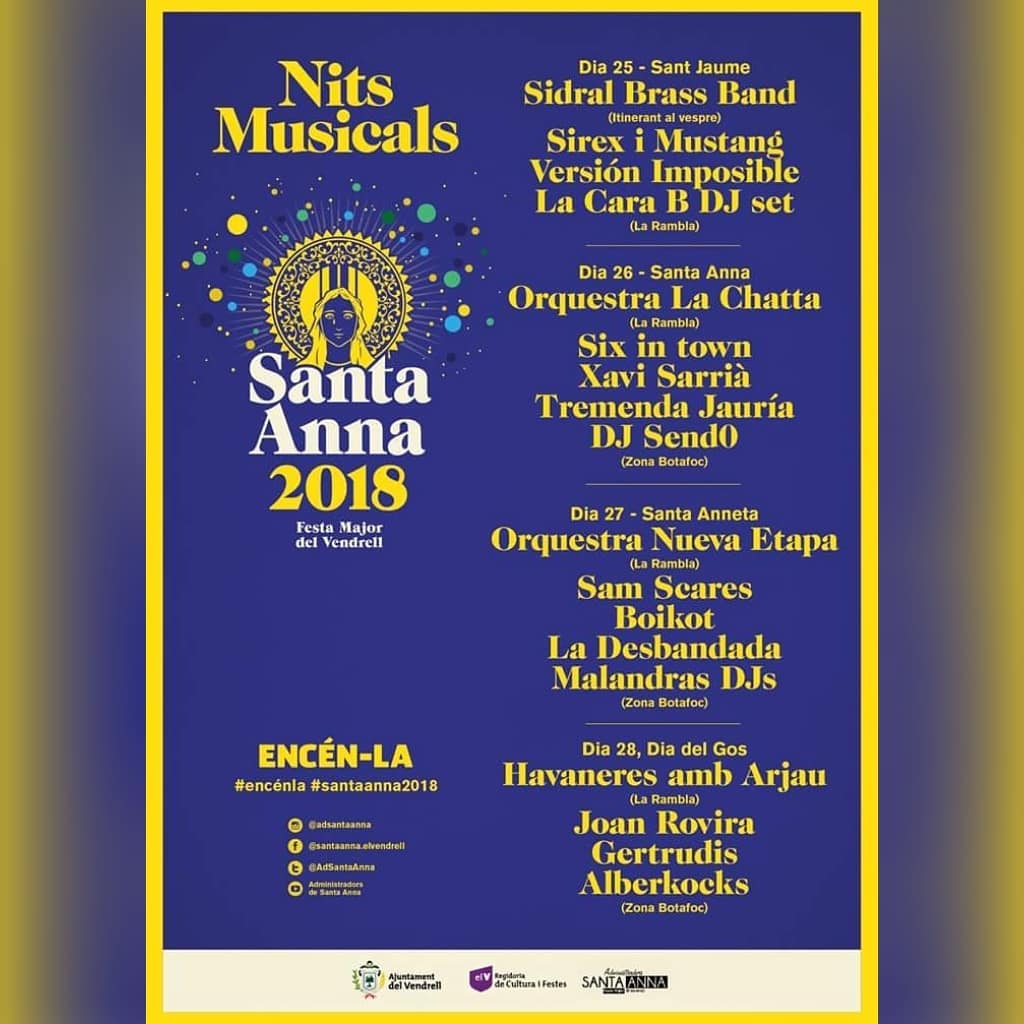 Nits
Musicals
Santa
Anna
2018
Festa Major
del Vendrell
ENCÉN-LA
#encénla #santaanna2018
@adsantaanna
@santaanna.elvendrell
@AdSantaAnna
Administradors
de Santa Anna
Dia 25 - Sant Jaume
Sidral Brass Band
(Itinerant al vespre)
Sirex i Mustang
Versión Imposible
La Cara B DJ set
(La Rambla)
Dia 26 - Santa Anna
Orquestra La Chatta
(La Rambla)
Six in town
Xavi Sarrià
Tremenda Jauría
DJ Send0
(Zona Botafoc)
Dia 27 - Santa Anneta
Orquestra Nueva Etapa
(La Rambla)
Sam Scares
Boikot
La Desbandada
Malandras DJs
(Zona Botafoc)
Dia 28, Dia del Gos
Havaneres amb Arjau
(La Rambla)
Joan Rovira
Gertrudis
Alberkocks
(Zona Botafoc)
Ajuntament
del Vendrell
elV
Regidoria
de Cultura i Festes
Administradors
SANTA ANNA